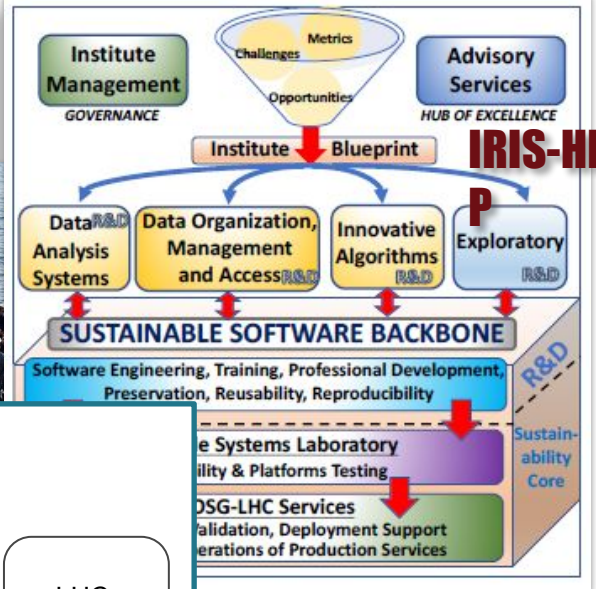 Institute
Management
GOVERNANCE
Challenges
Metrics
Opportunities
Advisory
Services
HUB OF EXCELLENCE
IRIS-HE
P
Institute Blueprint
Data R&D
Analysis
Systems
Data Organization,
Management
and Access R&D
Innovative
Algorithms
R&D
Exploratory
R&D
SUSTAINABLE SOFTWARE BACKBONE
Software Engineering, Training, Professional Development,
Preservation, Reusability, Reproducibility
R&D
Systems Laboratory
& Platforms Testing
Sustain-
ability
Core
OSG-LHC Services
Validation, Deployment Support
of Production Services